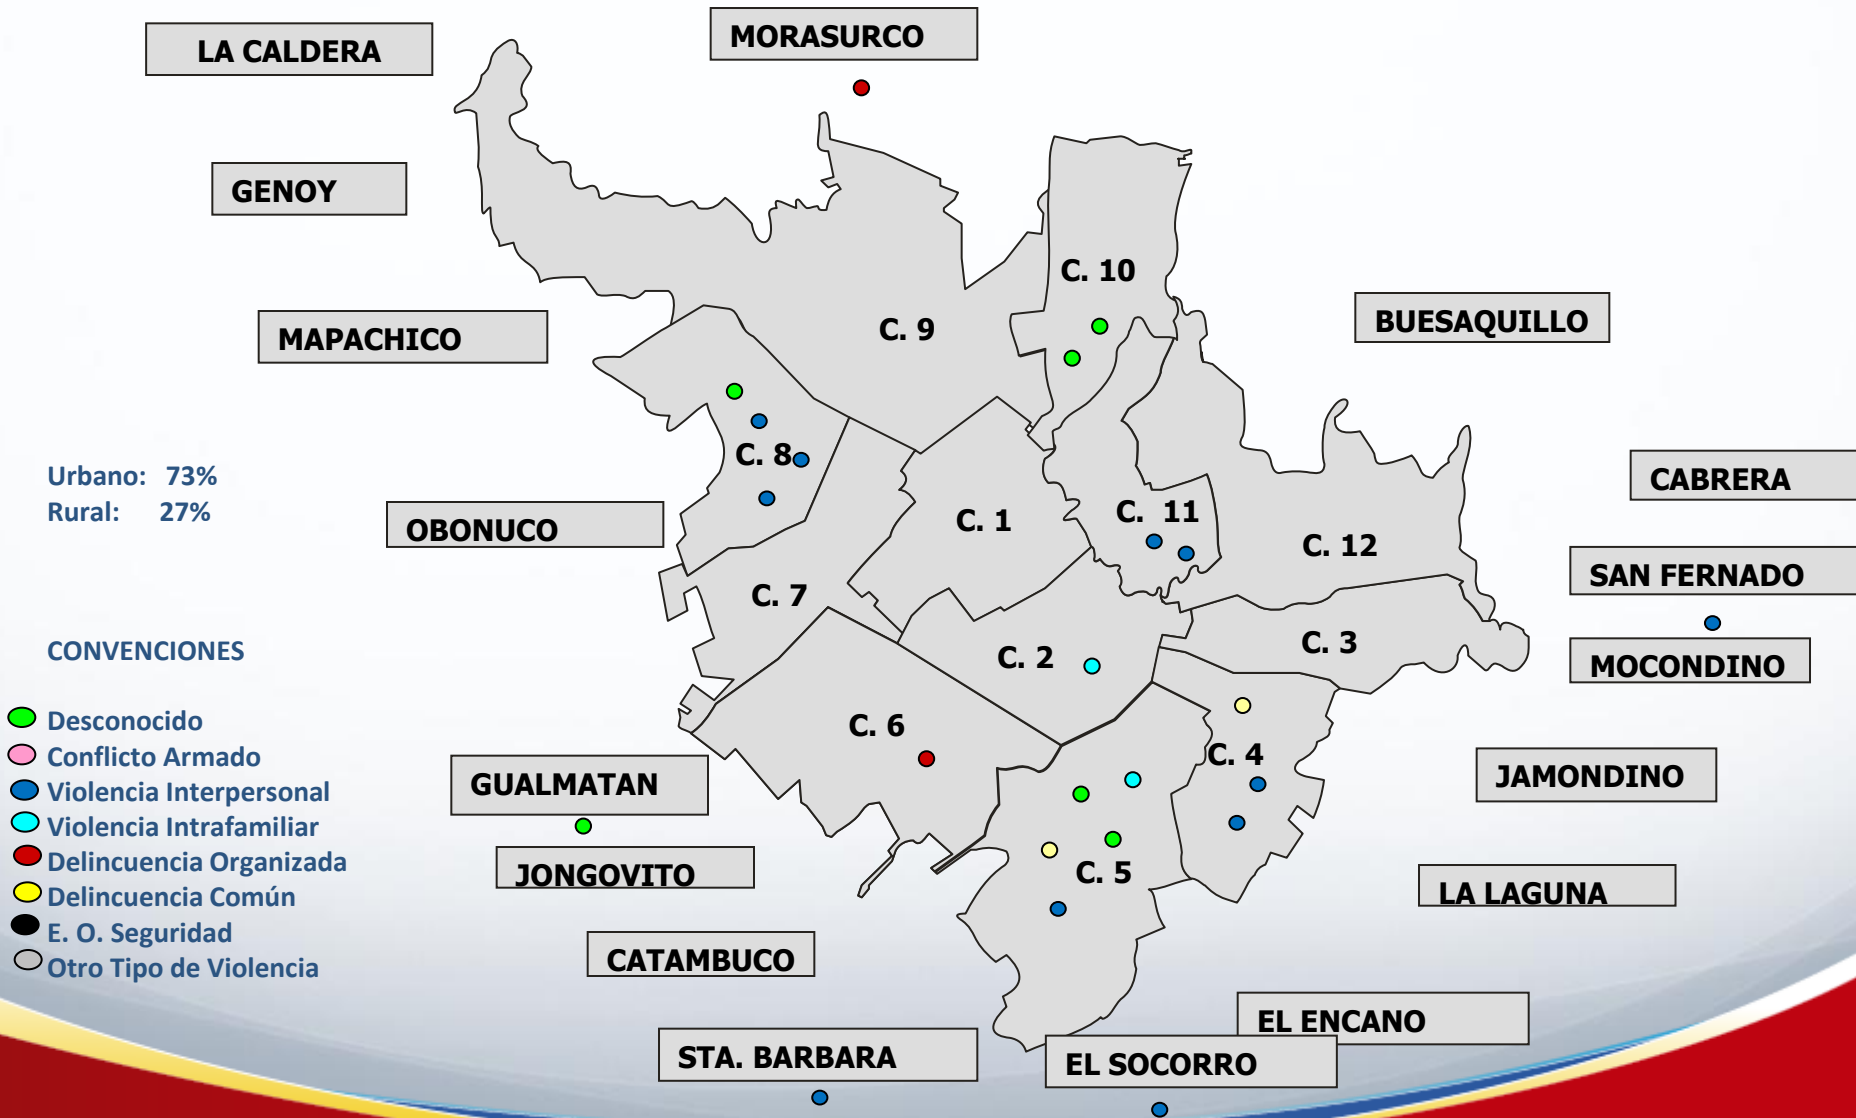 LA CALDERA
MORASURCO
GENOY
C. 10
MAPACHICO
C. 9
BUESAQUILLO
C. 8
Urbano: 73%
Rural: 27%
CABRERA
OBONUCO
C. 1
C. 11
C. 12
SAN FERNADO
C. 7
CONVENCIONES
C. 2
C. 3
MOCONDINO
Desconocido
Conflicto Armado
Violencia Interpersonal
Violencia Intrafamiliar
Delincuencia Organizada
Delincuencia Común
E. O. Seguridad
Otro Tipo de Violencia
C. 6
C. 4
GUALMATAN
JAMONDINO
JONGOVITO
C. 5
LA LAGUNA
CATAMBUCO
EL ENCANO
STA. BARBARA
EL SOCORRO